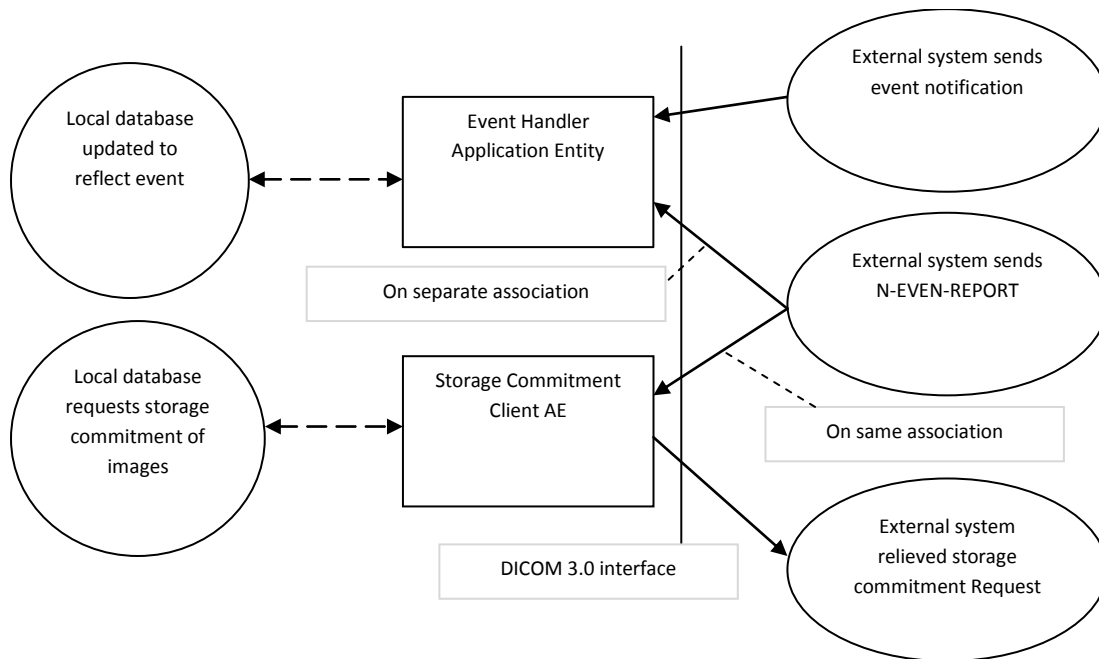 External system sends
event notification
Local database
updated to
reflect event
Event Handler
Application Entity
On separate association
External system sends
N-EVEN-REPORT
Local database
requests storage
commitment of
images
Storage Commitment
Client AE
On same association
DICOM 3.0 interface
External system
relieved storage
commitment Request